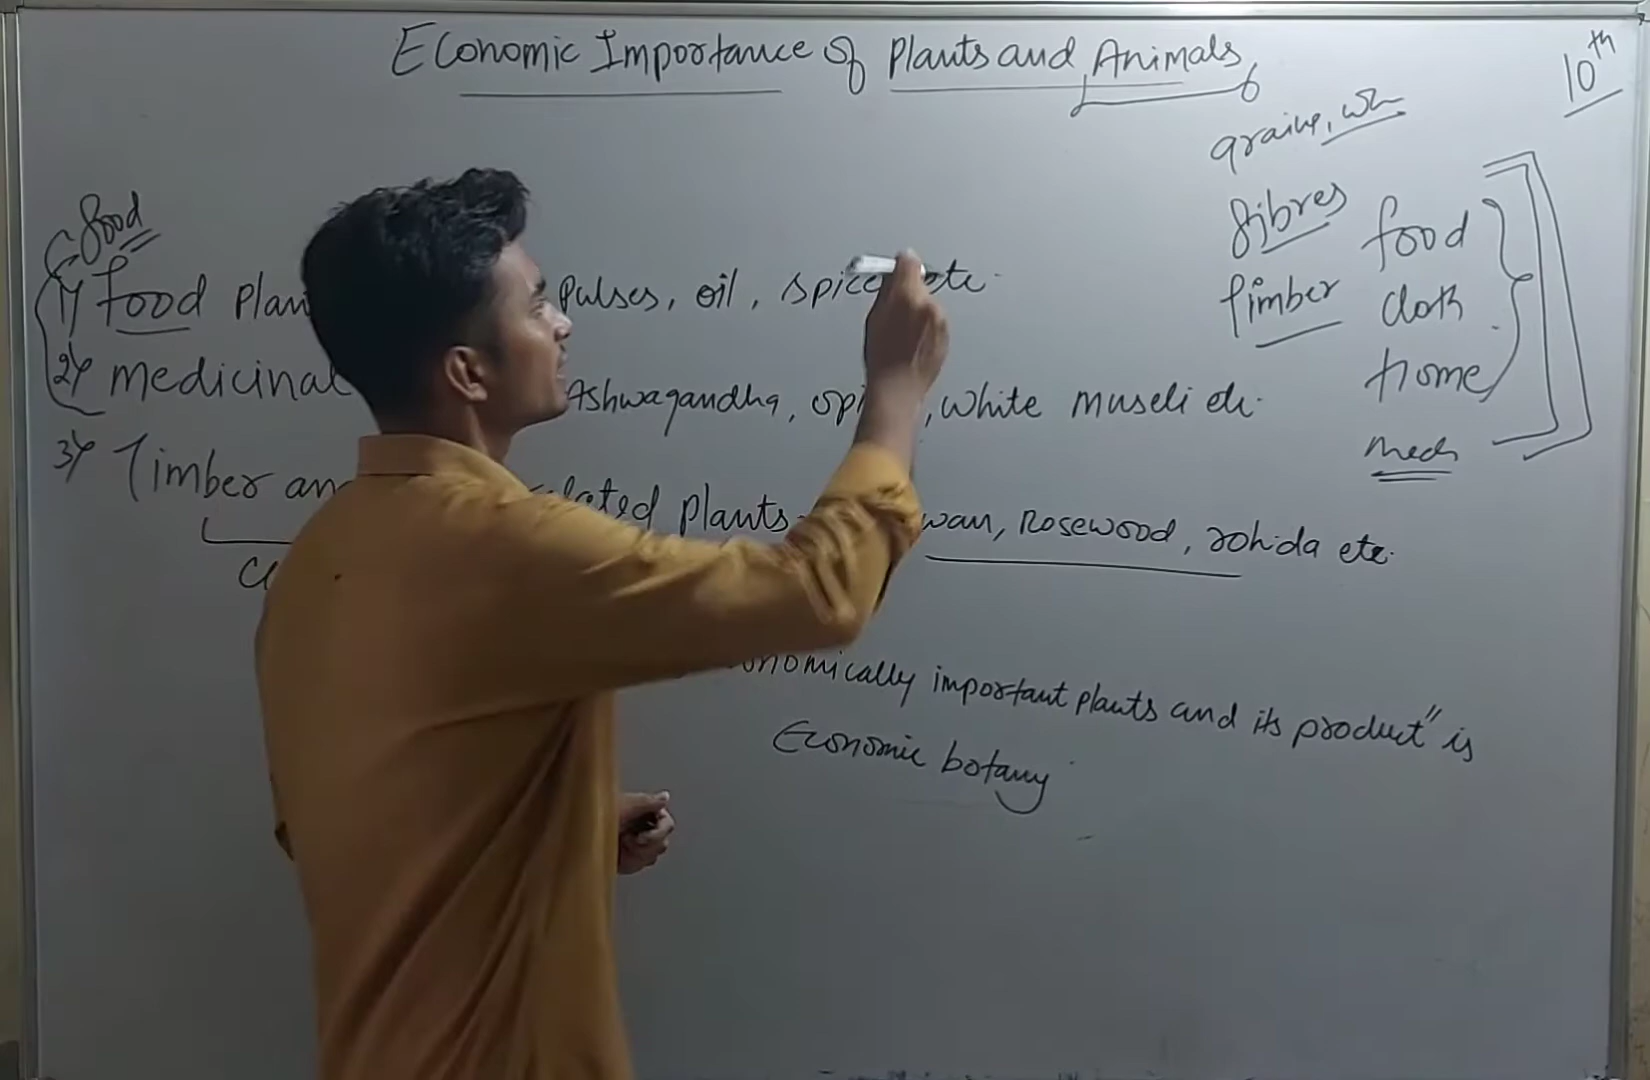 Economic Importance of Plants and Animals
10th
grains, wh
food
fibres food
1) food plan Pulses, oil, spice etc.
timber cloth
2) medicinal Ashwagandha, opi , white museli etc.
home
med
3) Timber an related plants wan, Rosewood, rohida etc.
onomically important plants and its product" is
Economic botany